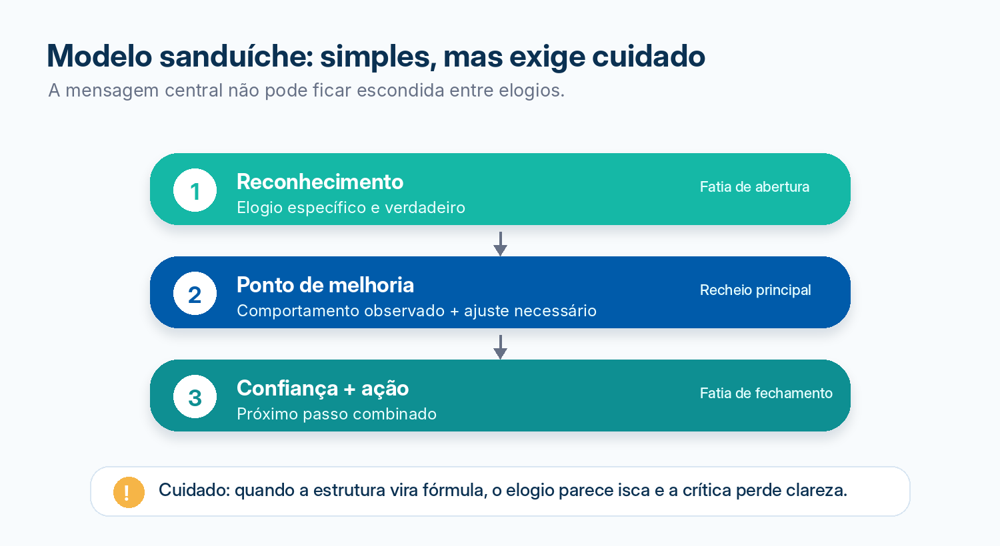 Modelo sanduíche: simples, mas exige cuidado
A mensagem central não pode ficar escondida entre elogios.
1
Reconhecimento
Elogio específico e verdadeiro
Fatia de abertura
2
Ponto de melhoria
Comportamento observado + ajuste necessário
Recheio principal
3
Confiança + ação
Próximo passo combinado
Fatia de fechamento
!
Cuidado: quando a estrutura vira fórmula, o elogio parece isca e a crítica perde clareza.